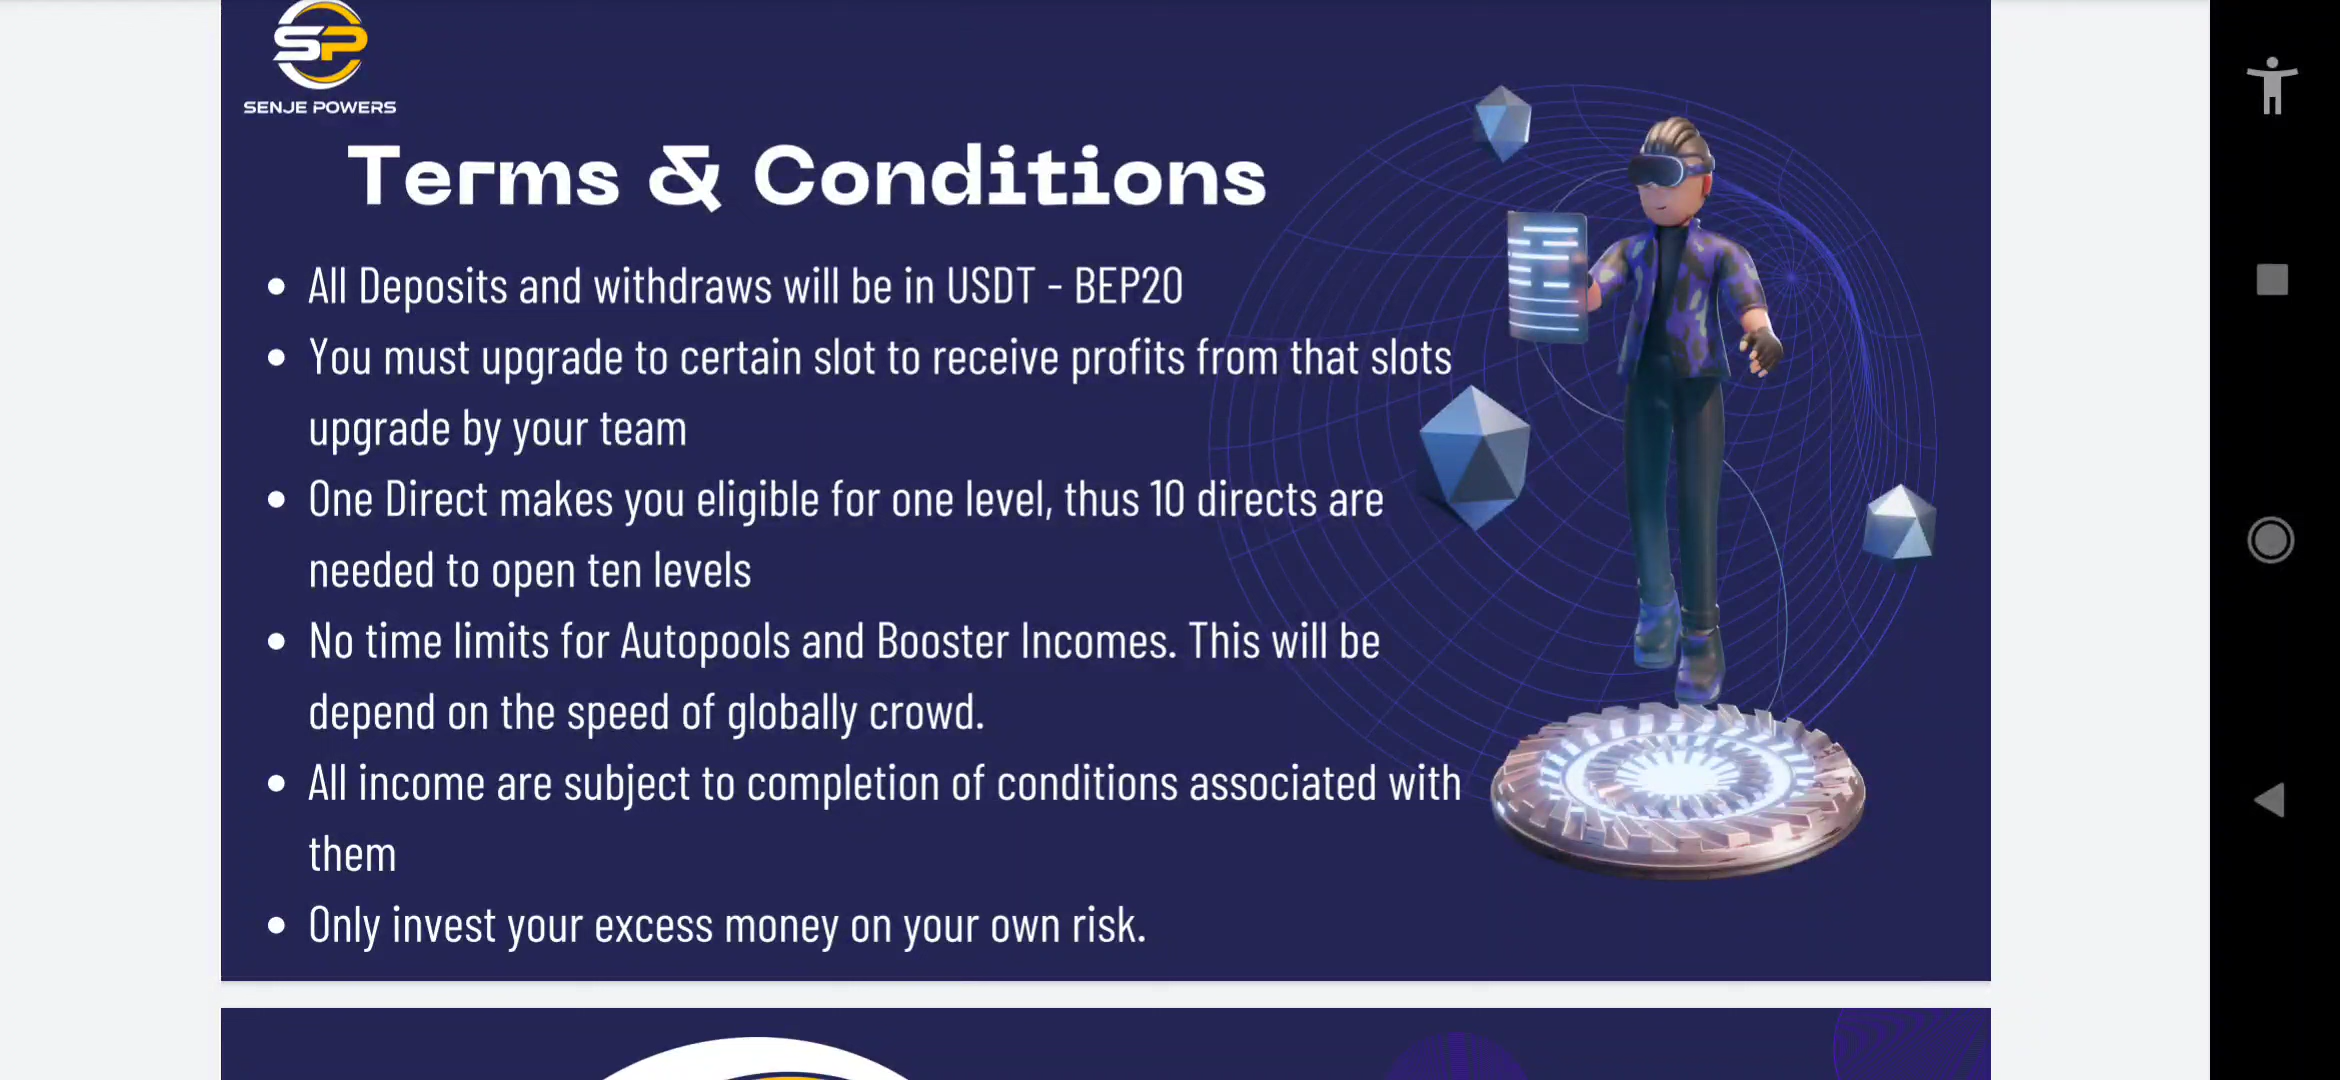 SP
SENJE POWERS
Terms & Conditions
• All Deposits and withdraws will be in USDT - BEP20
• You must upgrade to certain slot to receive profits from that slots
upgrade by your team
• One Direct makes you eligible for one level, thus 10 directs are
needed to open ten levels
• No time limits for Autopools and Booster Incomes. This will be
depend on the speed of globally crowd.
• All income are subject to completion of conditions associated with
them
• Only invest your excess money on your own risk.